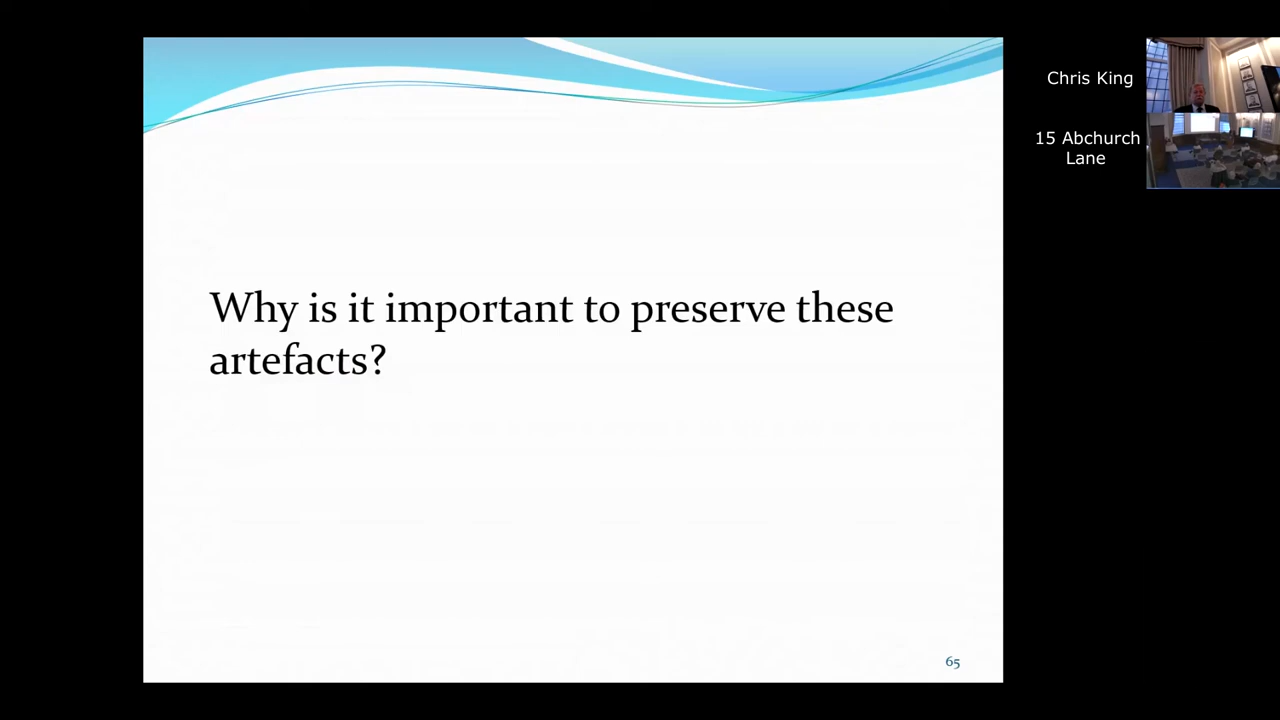 Why is it important to preserve these
artefacts?
65
Chris King
15 Abchurch
Lane